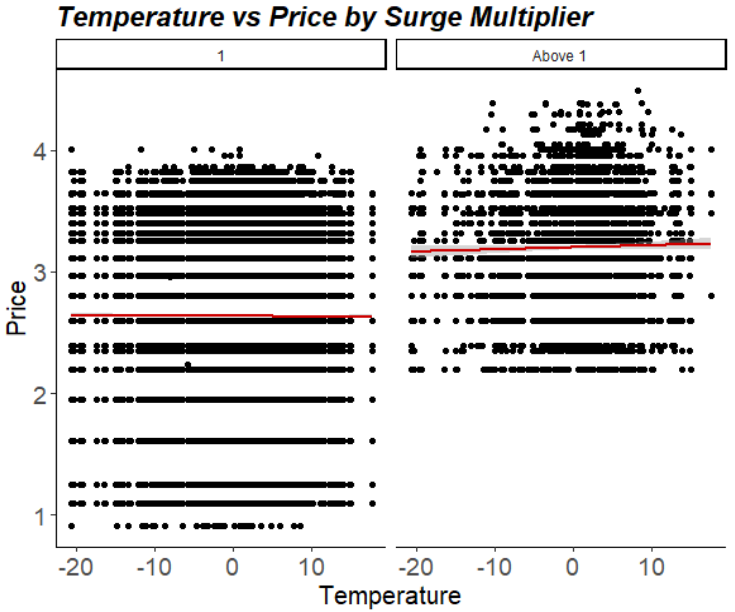 Temperature vs Price by Surge Multiplier
1 Above 1
4
3
2
1
Price
-20 -10 0 10 -20 -10 0 10
Temperature